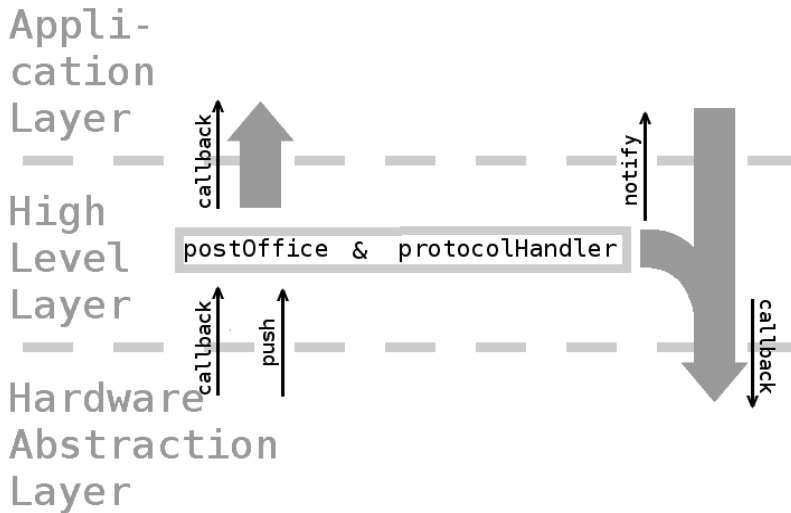 Appli-
cation
Layer
callback
notify
High
Level
Layer
postOffice & protocolHandler
callback
push
callback
Hardware
Abstraction
Layer